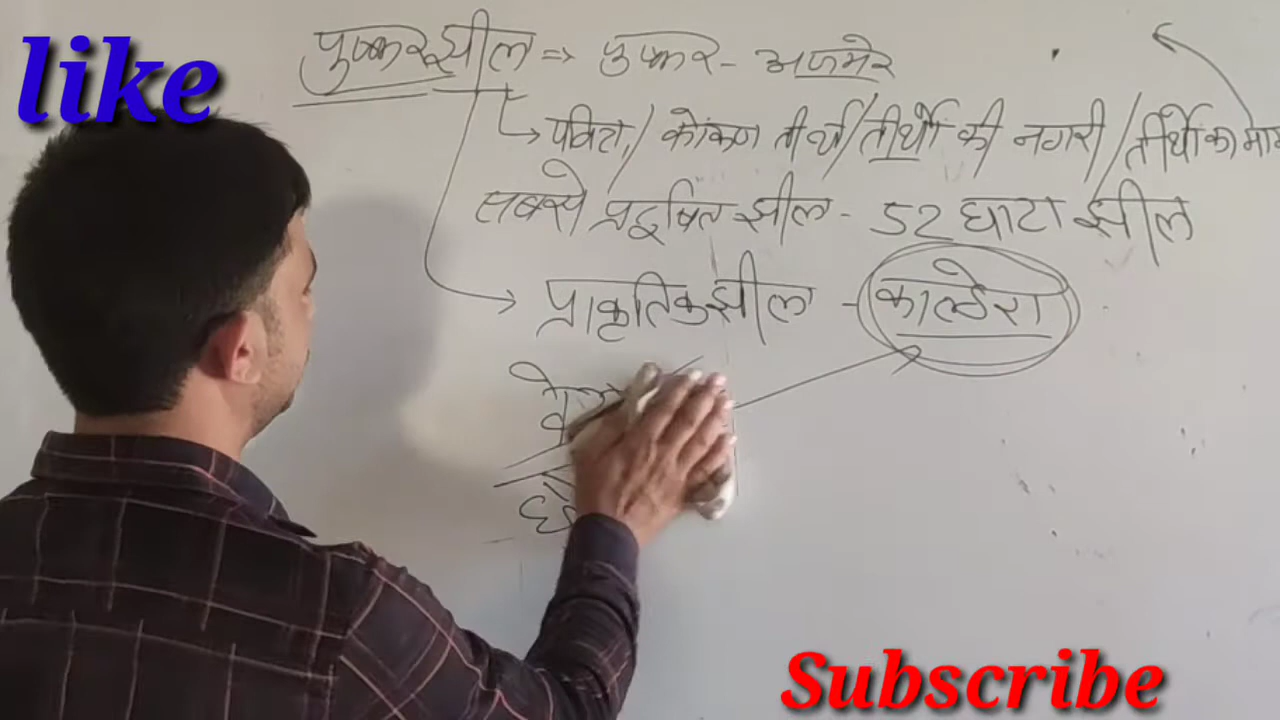 like
पुष्कर झील ⇒ पुष्कर - अजमेर
→ पवित्र / कोंकण तीर्थ / तीर्थों की नगरी / तीर्थो का माम
सबसे प्रदूषित झील - 52 घाटा झील
→ प्राकृतिक झील - काल्डेरा
Subscribe